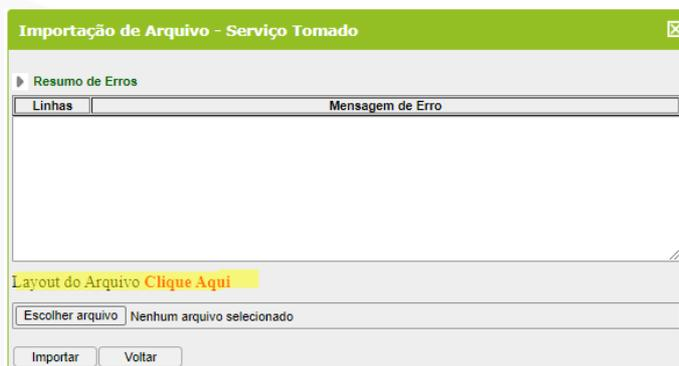 Importação de Arquivo - Serviço Tomado
Resumo de Erros
Linhas Mensagem de Erro
Layout do Arquivo Clique Aqui
Escolher arquivo Nenhum arquivo selecionado
Importar Voltar